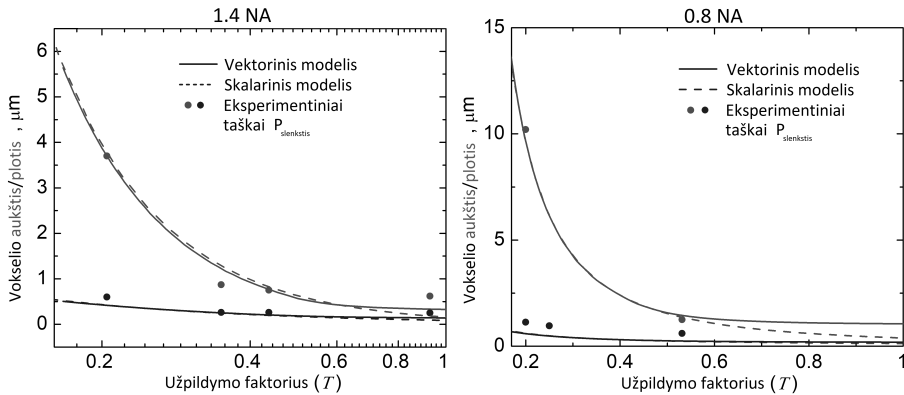 1.4 NA
Vokselio aukštis/plotis , μm
6
5
4
3
2
1
0
Vektorinis modelis
Skalarinis modelis
Eksperimentiniai
taškai P slenkstis
0.2
0.4
0.6
0.8
1
Užpildymo faktorius (T)
0.8 NA
Vokselio aukštis/plotis , μm
15
10
5
0
Vektorinis modelis
Skalarinis modelis
Eksperimentiniai
taškai P slenkstis
0.2
0.4
0.6
0.8
1
Užpildymo faktorius (T)